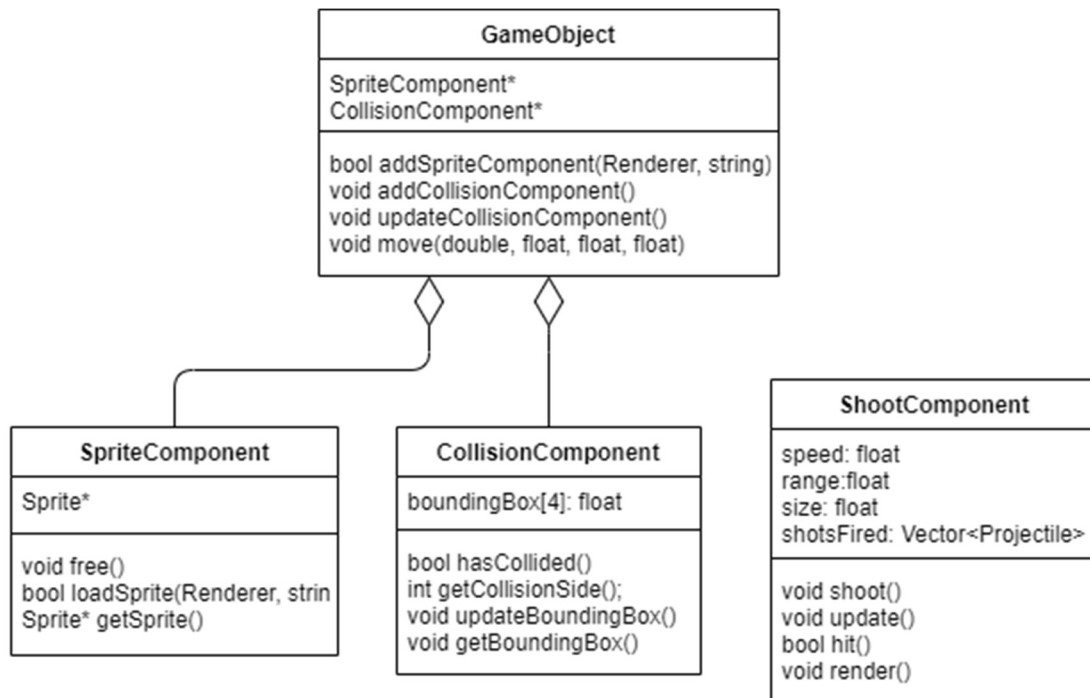 GameObject
SpriteComponent*
CollisionComponent*
bool addSpriteComponent(Renderer, string)
void addCollisionComponent()
void updateCollisionComponent()
void move(double, float, float, float)
SpriteComponent
Sprite*
void free()
bool loadSprite(Renderer, strin
Sprite* getSprite()
CollisionComponent
boundingBox[4]: float
bool hasCollided()
int getCollisionSide();
void updateBoundingBox()
void getBoundingBox()
ShootComponent
speed: float
range:float
size: float
shotsFired: Vector<Projectile>
void shoot()
void update()
bool hit()
void render()